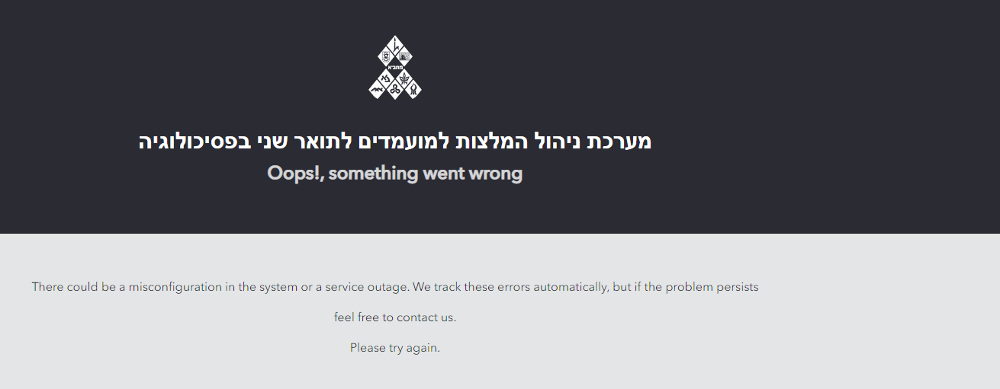 מחב״א
מערכת ניהול המלצות למועמדים לתואר שני בפסיכולוגיה
Oops!, something went wrong
There could be a misconfiguration in the system or a service outage. We track these errors automatically, but if the problem persists
feel free to contact us.
Please try again.